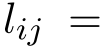 l_{ij} =